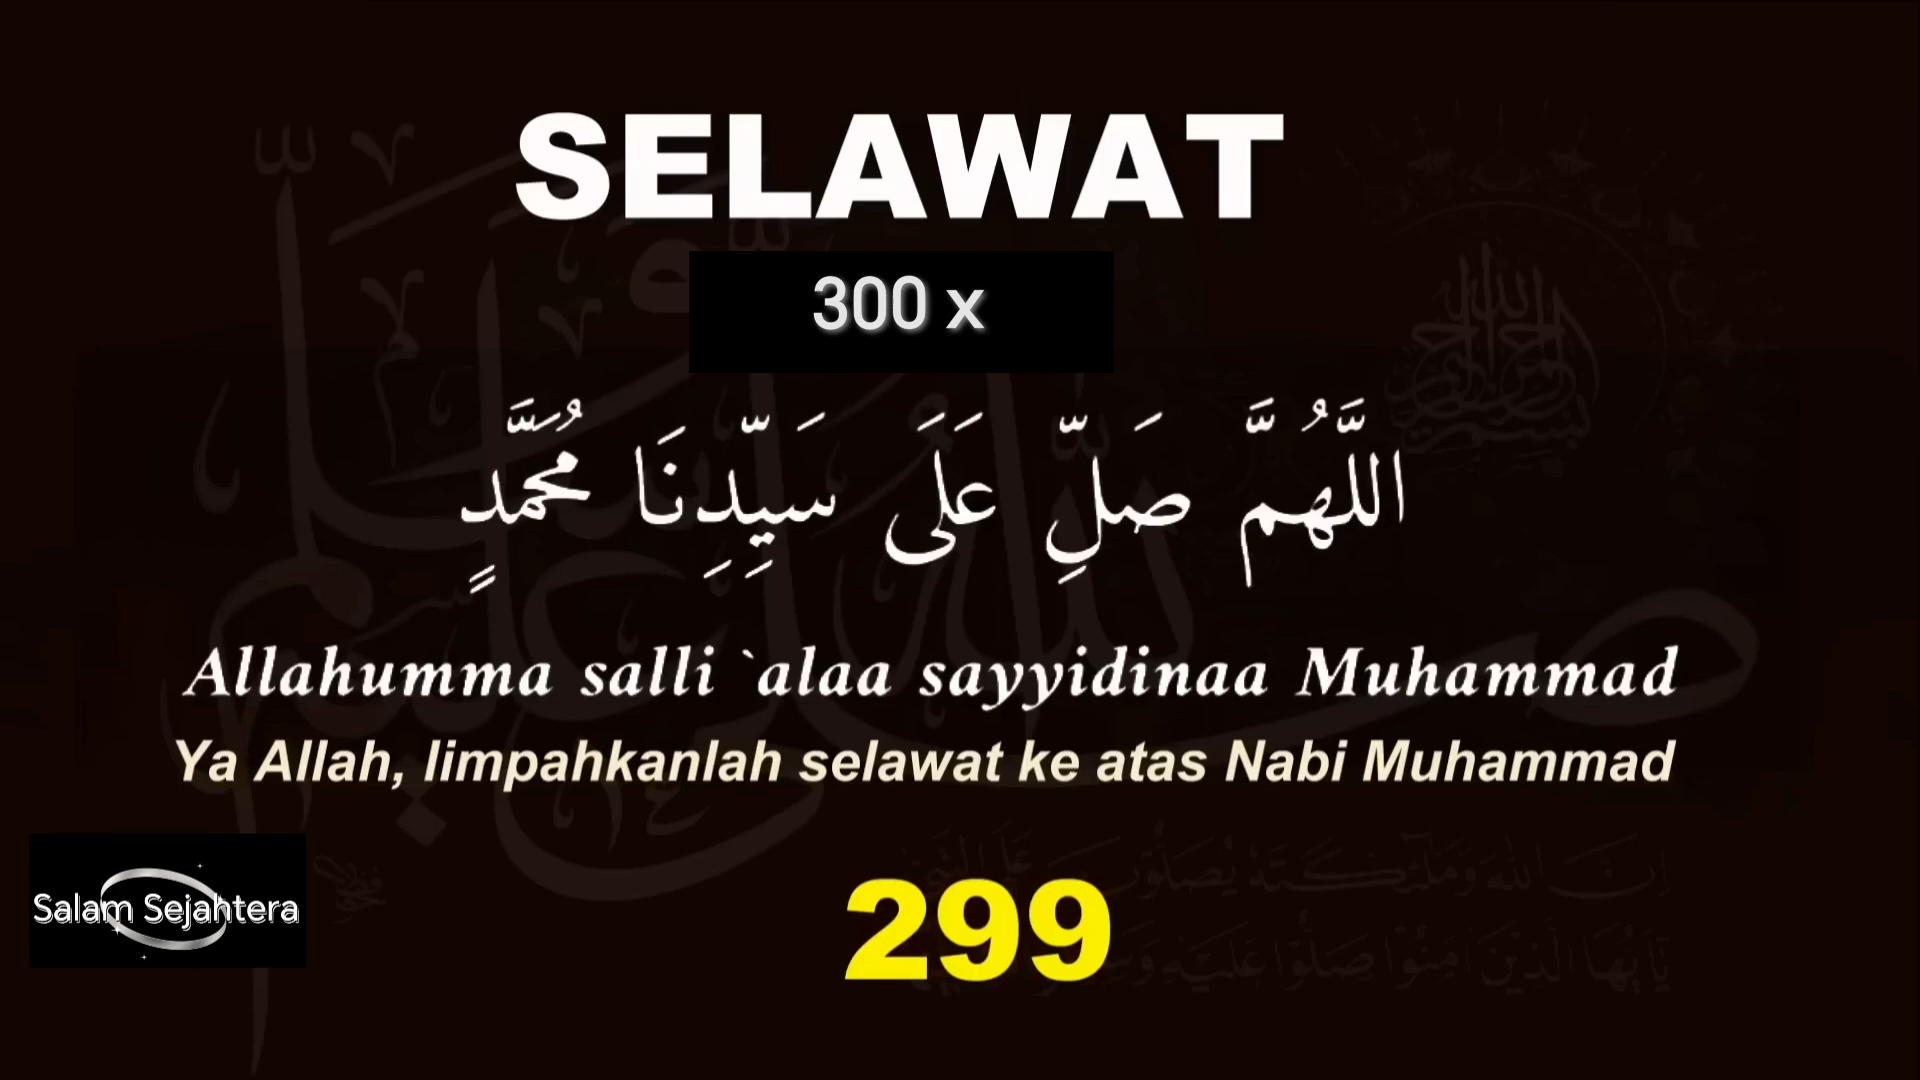 SELAWAT
300 x
اللَّهُمَّ صَلِّ عَلَى سَيِّدِنَا مُحَمَّدٍ
Allahumma salli `alaa sayyidinaa Muhammad
Ya Allah, limpahkanlah selawat ke atas Nabi Muhammad
Salam Sejahtera
299